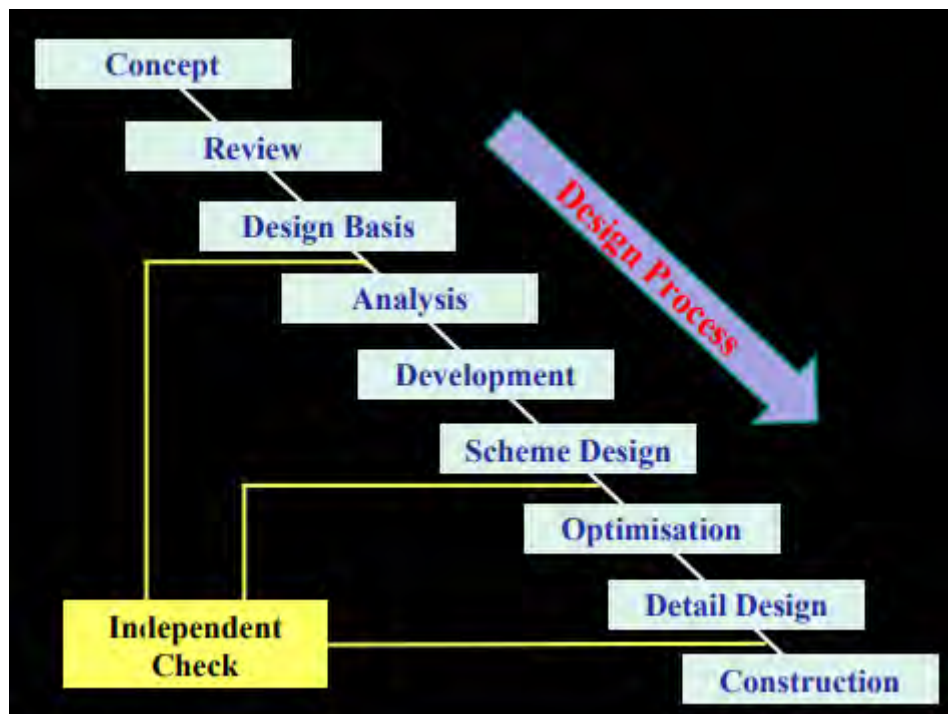 Concept
Review
Design Basis
Analysis
Development
Scheme Design
Optimisation
Detail Design
Construction
Design Process
Independent
Check